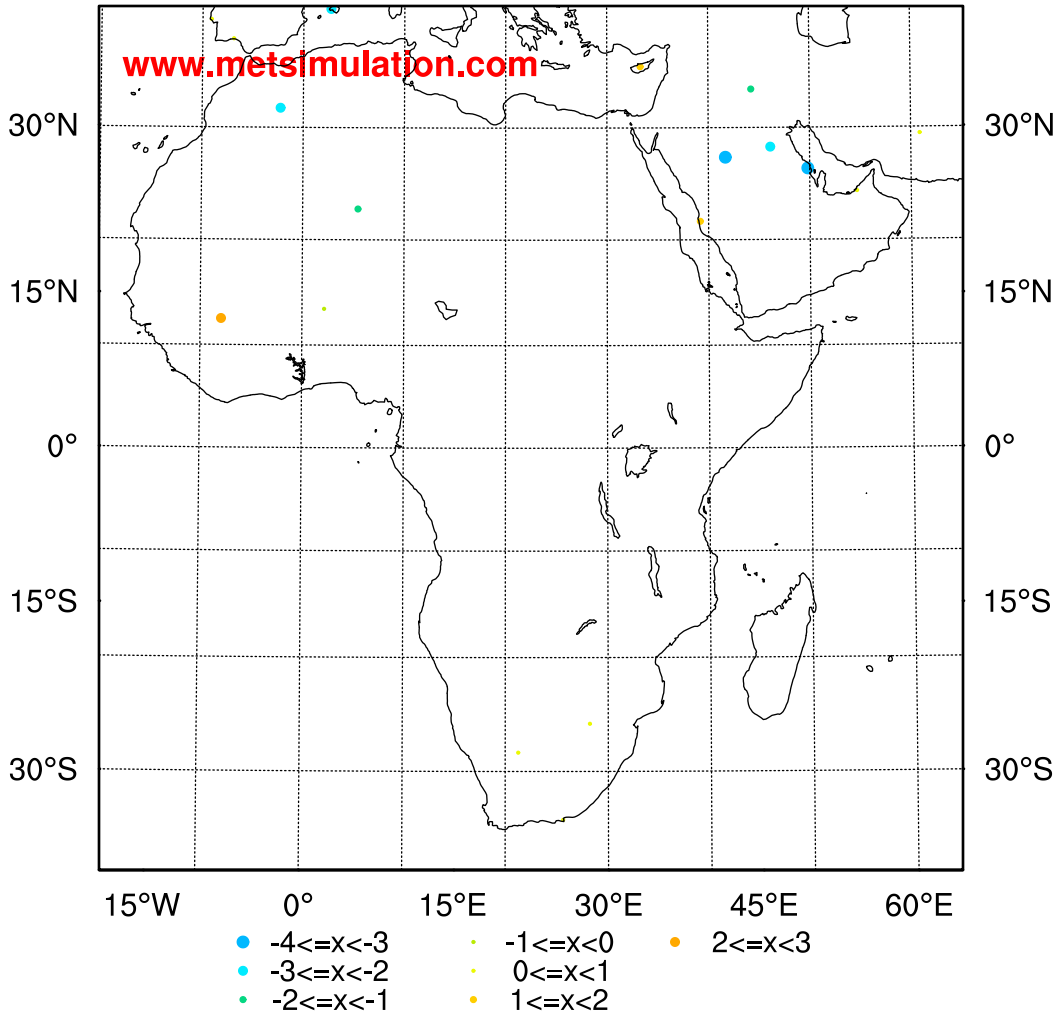 www.metsimulation.com
30°N 30°N
15°N 15°N
0° 0°
15°S 15°S
30°S 30°S
15°W 0° 15°E 30°E 45°E 60°E
-4<=x<-3 -1<=x<0 2<=x<3
-3<=x<-2 0<=x<1
-2<=x<-1 1<=x<2